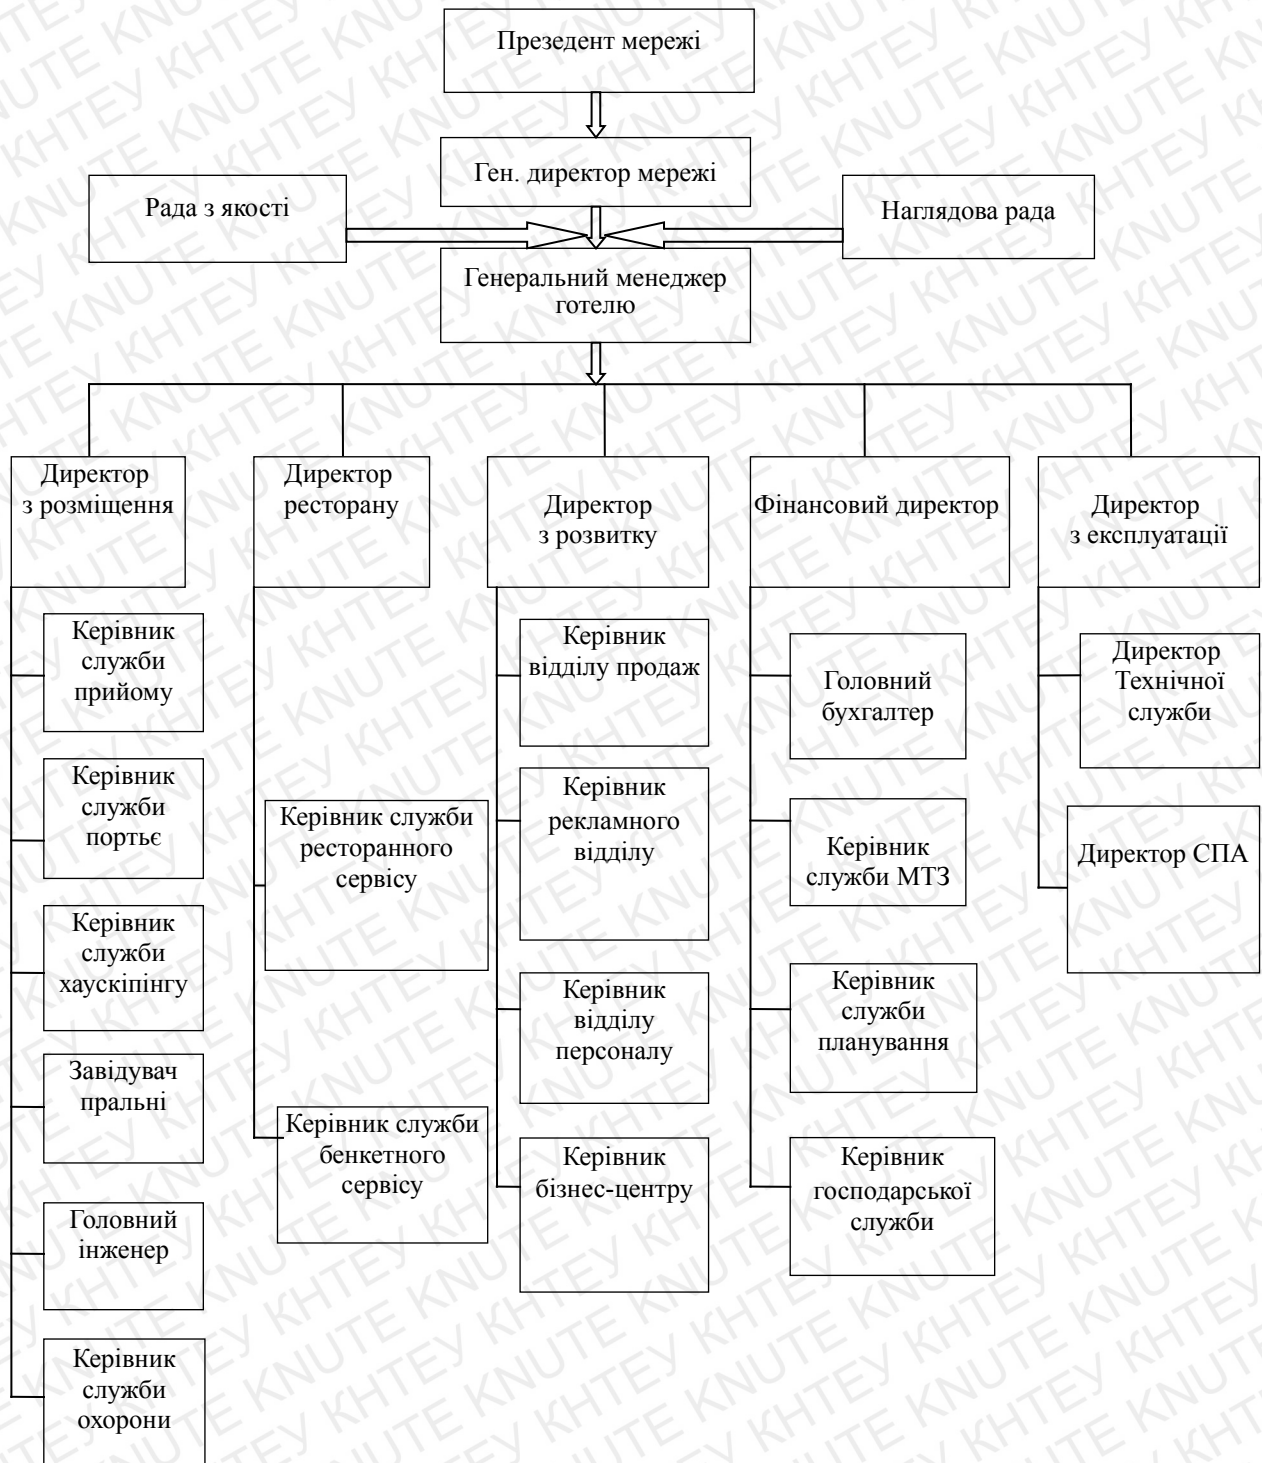 Презедент мережі
Ген. директор мережі
Рада з якості
Наглядова рада
Генеральний менеджер
готелю
Директор
з розміщення
Директор
ресторану
Директор
з розвитку
Фінансовий директор
Директор
з експлуатації
Керівник
служби
прийому
Керівник
служби
портьє
Керівник
служби
хаускіпінгу
Завідувач
пральні
Головний
інженер
Керівник
служби
охорони
Керівник служби
ресторанного
сервісу
Керівник служби
бенкетного
сервісу
Керівник
відділу продаж
Керівник
рекламного
відділу
Керівник
відділу
персоналу
Керівник
бізнес-центру
Головний
бухгалтер
Керівник
служби МТЗ
Керівник
служби
планування
Керівник
господарської
служби
Директор
Технічної
служби
Директор СПА